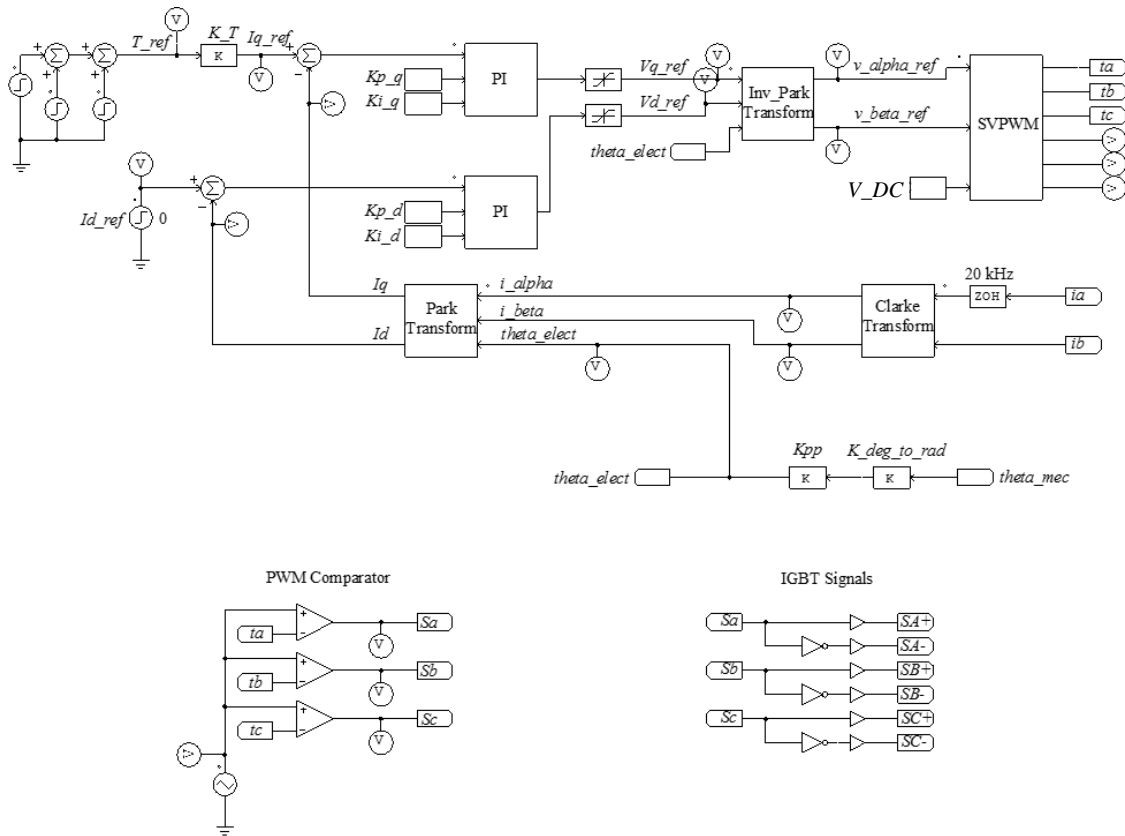 T_ref
K_T
Iq_ref
V
K
V
+
+
+
+
+
−
Σ
Σ
Σ
Kp_q
Ki_q
PI
Vq_ref
V
V
Vd_ref
Inv_Park
Transform
theta_elect
V
v_alpha_ref
v_beta_ref
V
SVPWM
V_DC
ta
tb
tc
V
V
V
V
V
+
−
Σ
Id_ref
0
V
Kp_d
Ki_d
PI
Iq
Id
Park
Transform
i_alpha
i_beta
theta_elect
V
V
V
Clarke
Transform
20 kHz
ZOH
ia
ib
theta_elect
Kpp
K
K_deg_to_rad
K
theta_mec
PWM Comparator
+
−
ta
Sa
V
+
−
tb
Sb
V
+
−
tc
Sc
V
V
IGBT Signals
Sa
SA+
SA-
Sb
SB+
SB-
Sc
SC+
SC-